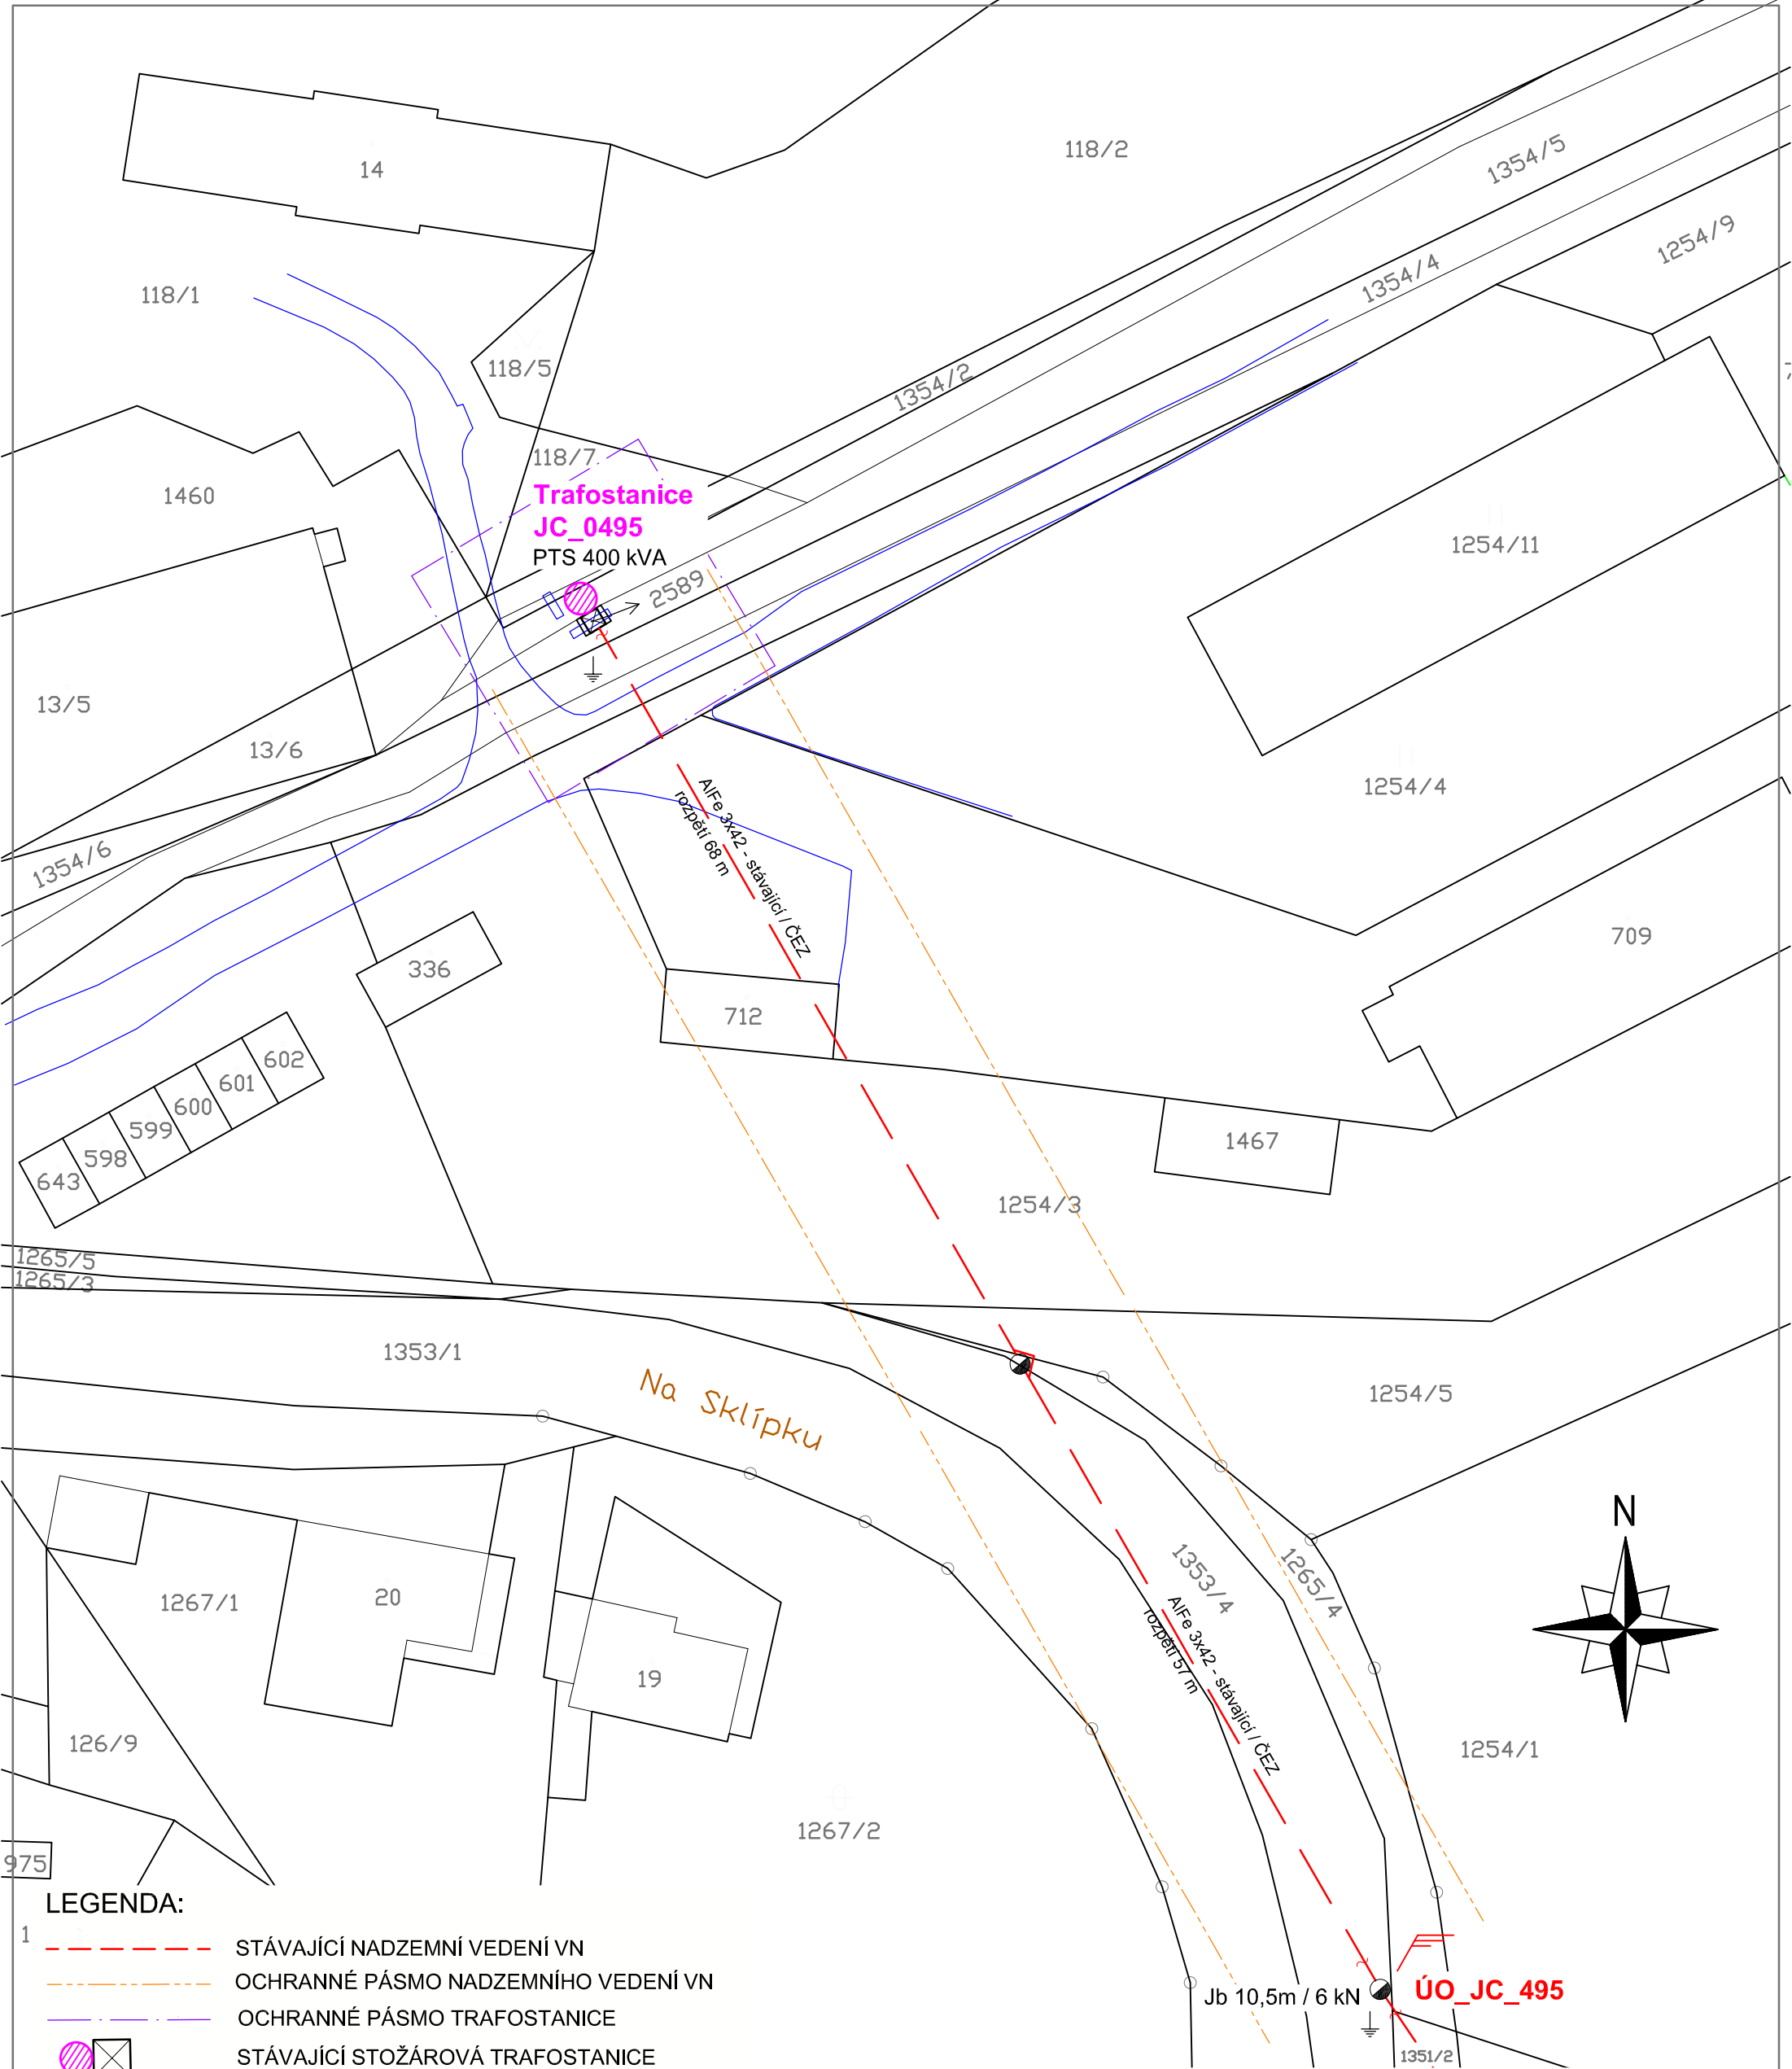 14
118/2
1354/5
1254/9
118/1
1354/4
118/5
1354/2
118/7
1460
Trafostanice
JC_0495
PTS 400 kVA
2589
1254/11
13/5
13/6
1254/4
1354/6
AlFe 3x42 - stávající / ČEZ
rozpětí 68 m
709
336
712
602
601
600
599
598
643
1467
1254/3
1265/5
1265/3
1353/1
Na Sklípku
1254/5
N
1353/4
1265/4
1267/1
20
19
AlFe 3x42 - stávající / ČEZ
rozpětí 57 m
126/9
1254/1
1267/2
975
LEGENDA:
1
STÁVAJÍCÍ NADZEMNÍ VEDENÍ VN
OCHRANNÉ PÁSMO NADZEMNÍHO VEDENÍ VN
OCHRANNÉ PÁSMO TRAFOSTANICE
STÁVAJÍCÍ STOŽÁROVÁ TRAFOSTANICE
Jb 10,5m / 6 kN
ÚO_JC_495
1351/2